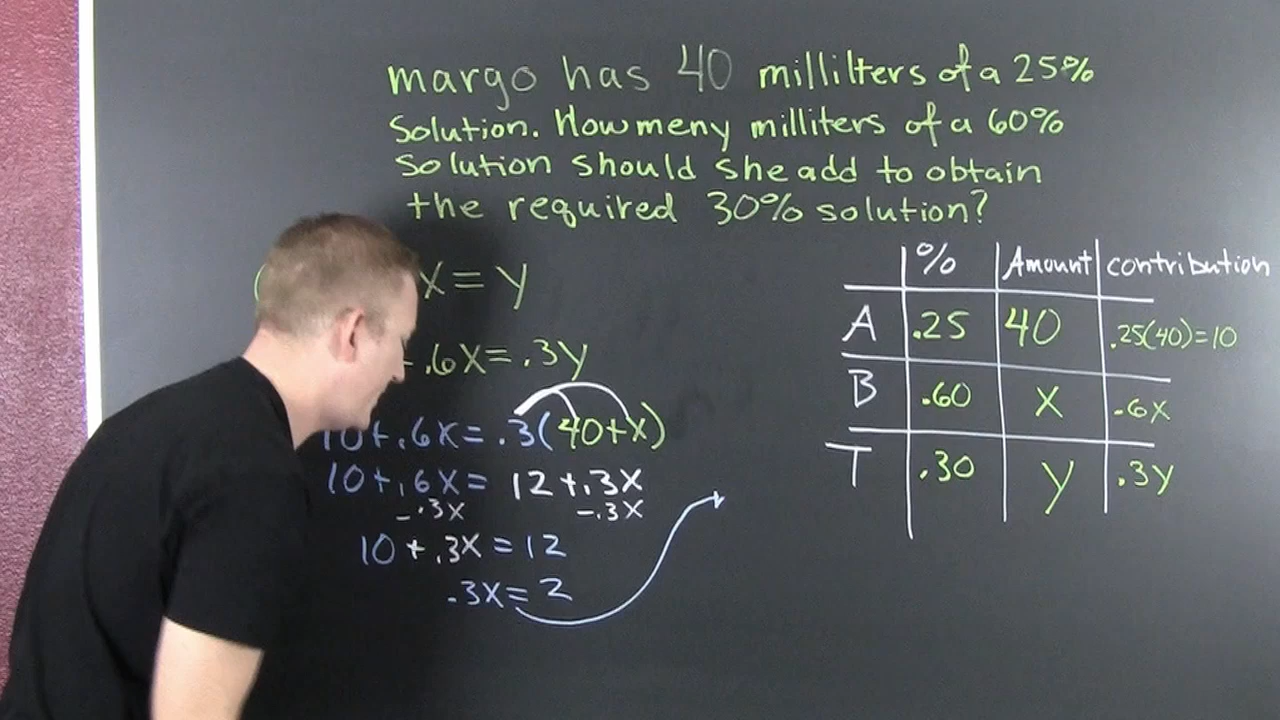 margo has 40 millilters of a 25%
solution. How meny milliters of a 60%
solution should she add to obtain
the required 30% solution?
% Amount contribution
A .25 40 .25(40)=10
B .60 X .6X
T .30 y .3y
X = y
.6X = .3y
10 + .6X = .3(40+X)
10 + .6X = 12 + .3X
-.3X -.3X
10 + .3X = 12
.3X = 2